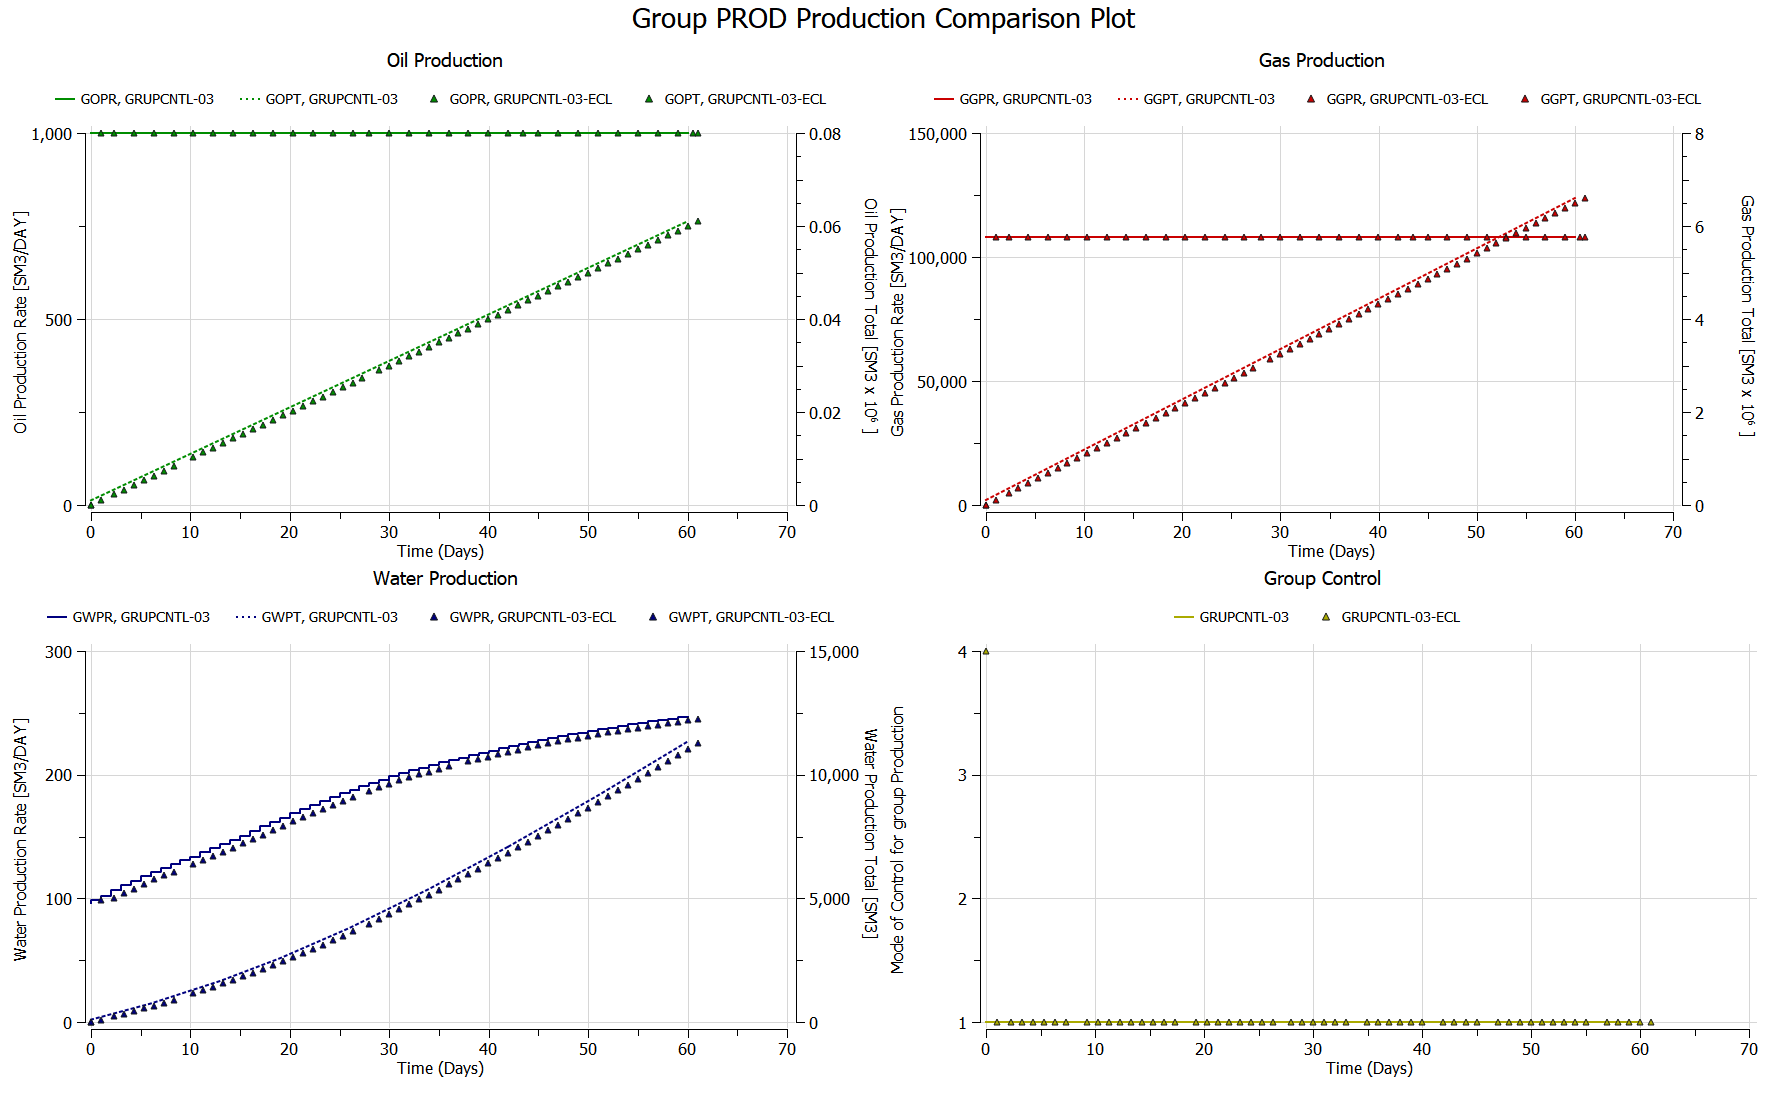 Group PROD Production Comparison Plot
Oil Production
GOPR, GRUPCNTL-03 GOPT, GRUPCNTL-03 GOPR, GRUPCNTL-03-ECL GOPT, GRUPCNTL-03-ECL
1,000
500
0
Oil Production Rate [SM3/DAY]
0.08
0.06
0.04
0.02
0
Oil Production Total [SM3 x 10⁶ ]
0 10 20 30 40 50 60 70
Time (Days)
Gas Production
GGPR, GRUPCNTL-03 GGPT, GRUPCNTL-03 GGPR, GRUPCNTL-03-ECL GGPT, GRUPCNTL-03-ECL
150,000
100,000
50,000
0
Gas Production Rate [SM3/DAY]
8
6
4
2
0
Gas Production Total [SM3 x 10⁶ ]
0 10 20 30 40 50 60 70
Time (Days)
Water Production
GWPR, GRUPCNTL-03 GWPT, GRUPCNTL-03 GWPR, GRUPCNTL-03-ECL GWPT, GRUPCNTL-03-ECL
300
200
100
0
Water Production Rate [SM3/DAY]
15,000
10,000
5,000
0
Water Production Total [SM3]
0 10 20 30 40 50 60 70
Time (Days)
Group Control
GRUPCNTL-03 GRUPCNTL-03-ECL
4
3
2
1
Mode of Control for group Production
0 10 20 30 40 50 60 70
Time (Days)